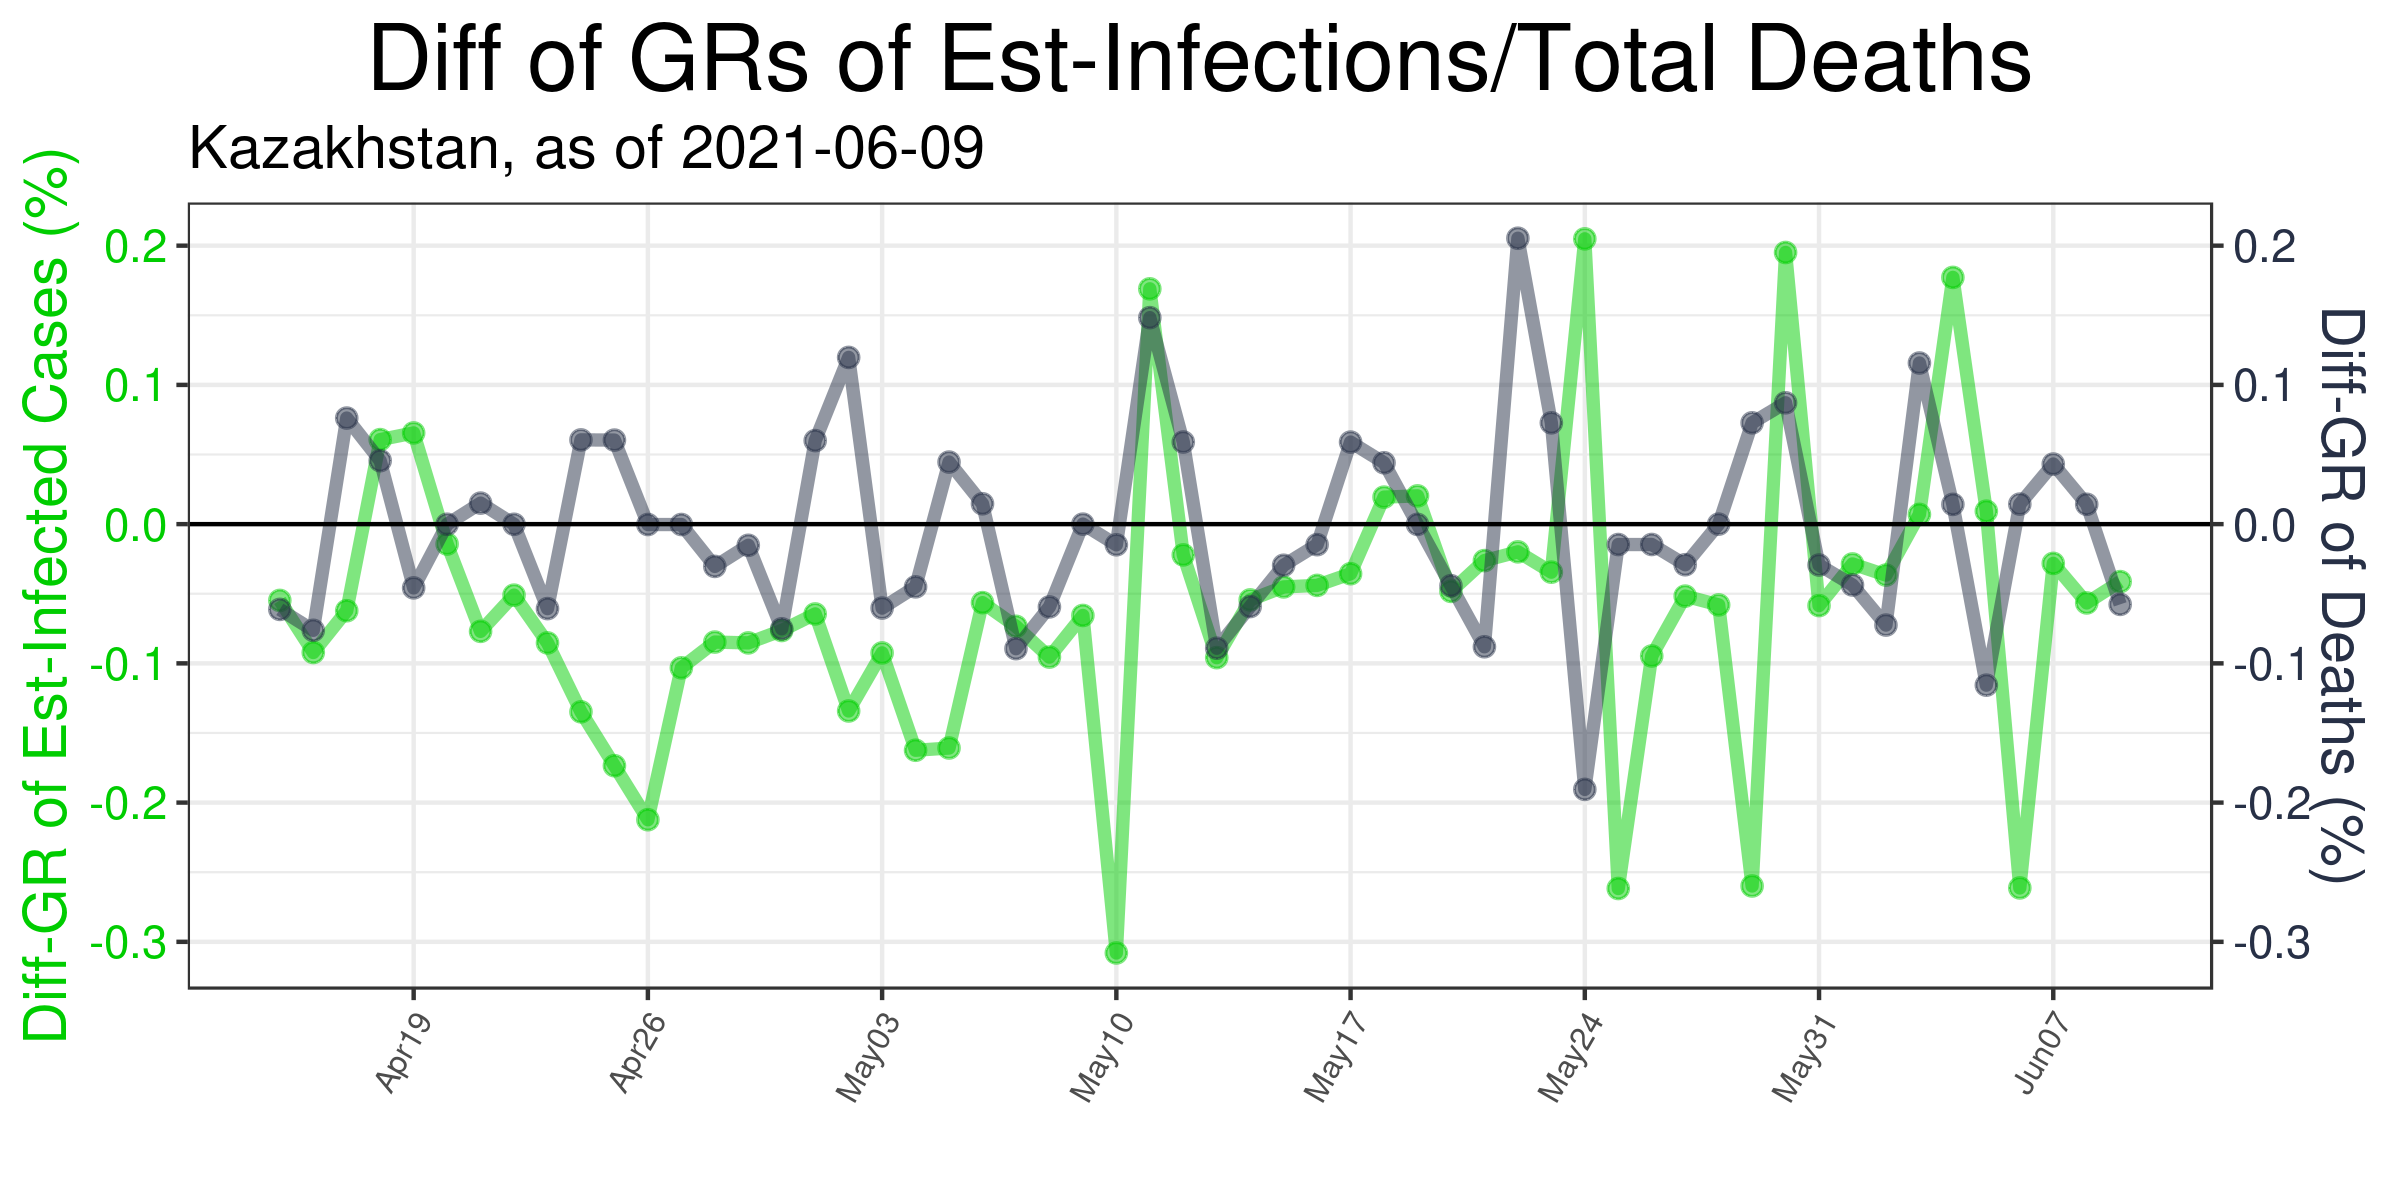 Diff of GRs of Est-Infections/Total Deaths
Kazakhstan, as of 2021-06-09
Diff-GR of Est-Infected Cases (%)
0.2
0.1
0.0
-0.1
-0.2
-0.3
0.2
0.1
0.0
-0.1
-0.2
-0.3
Diff-GR of Deaths (%)
Apr19
Apr26
May03
May10
May17
May24
May31
Jun07